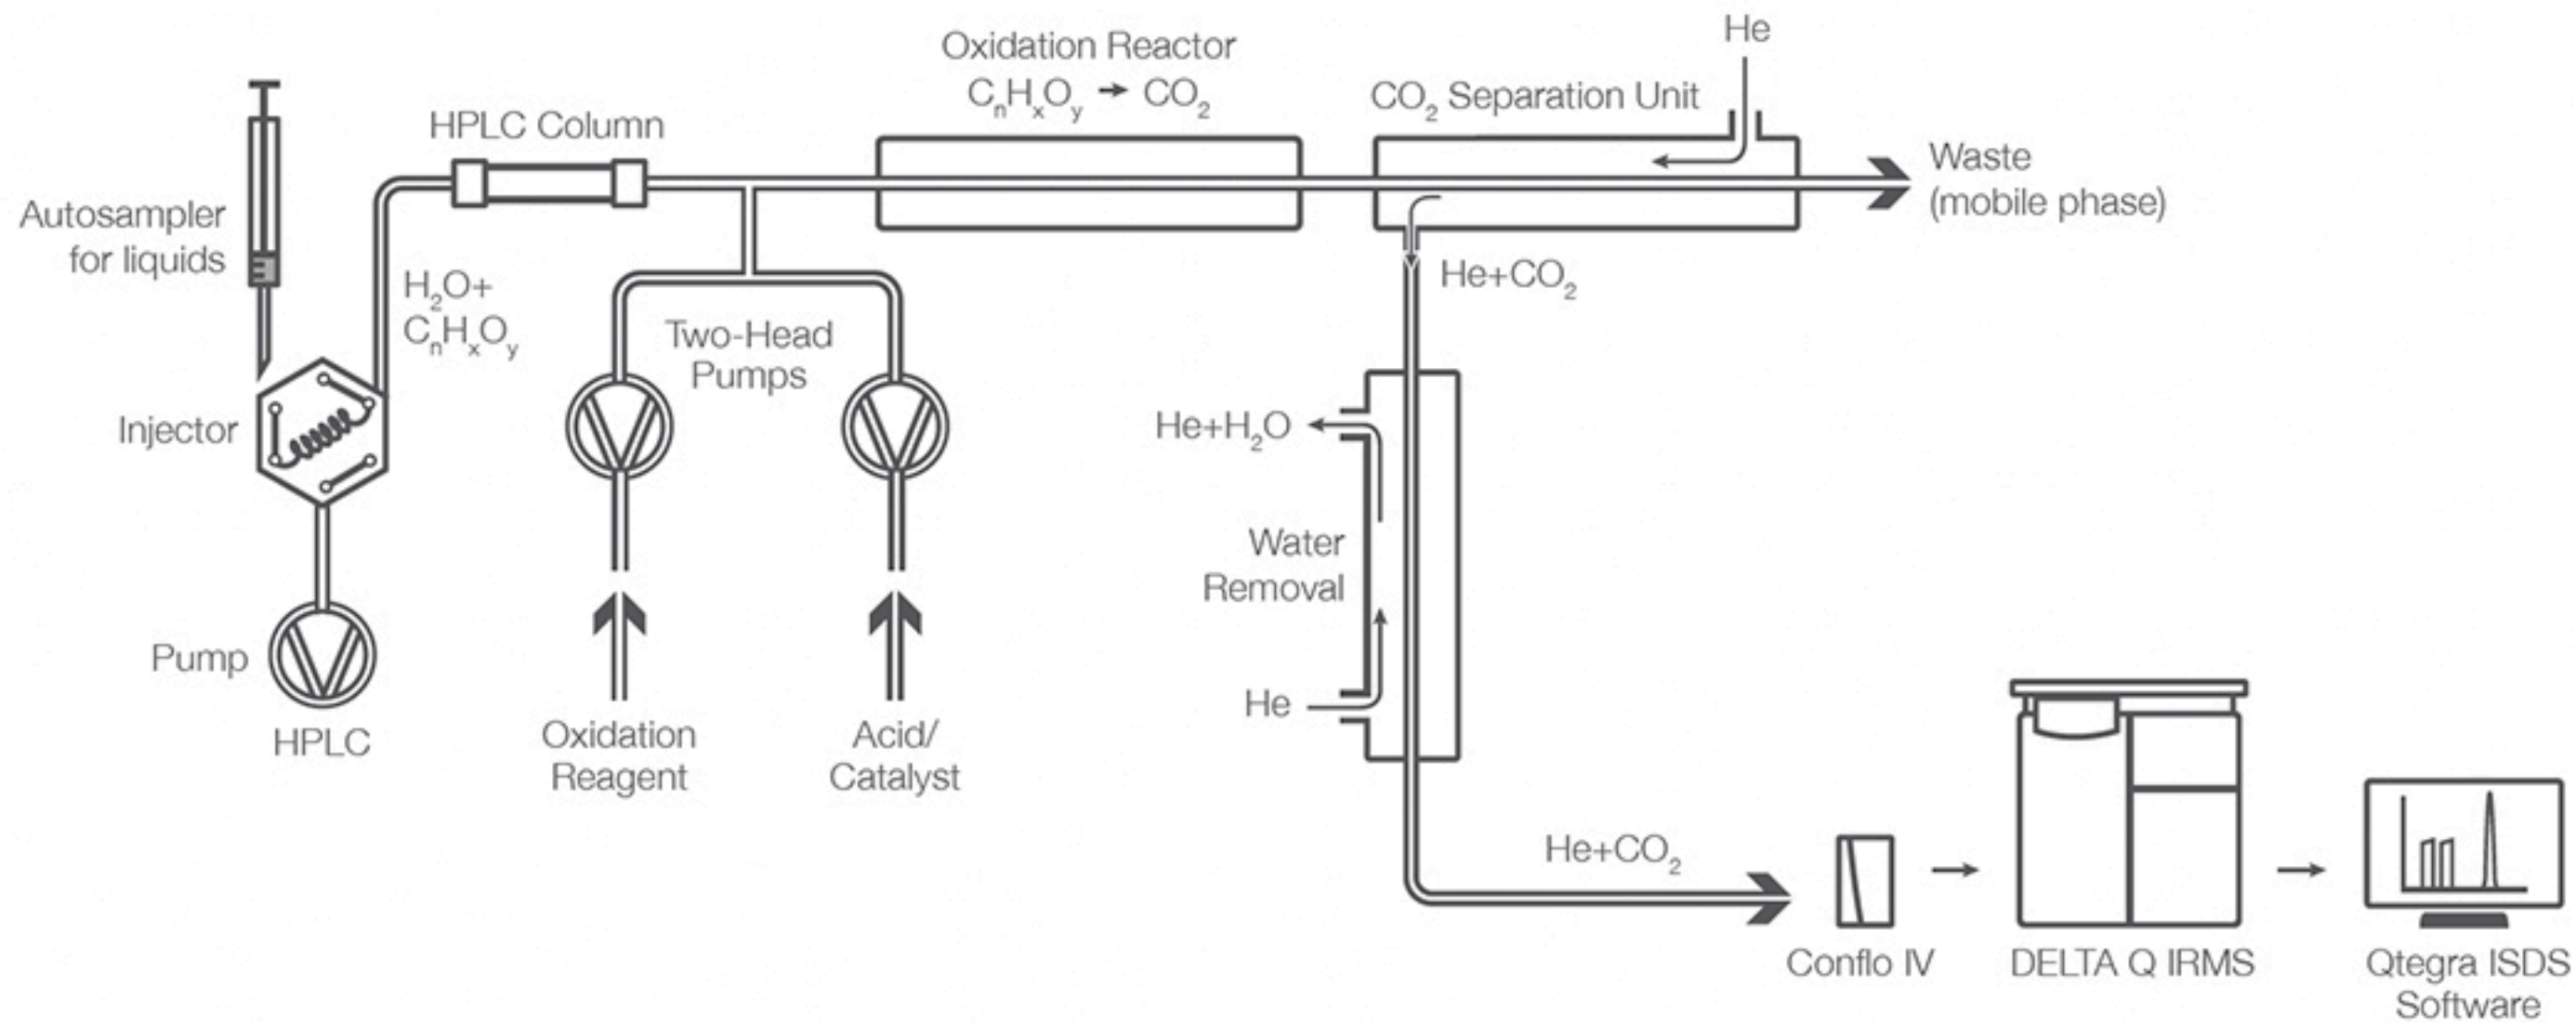 He
Oxidation Reactor
CnHxOy → CO2
CO2 Separation Unit
HPLC Column
Waste
(mobile phase)
Autosampler
for liquids
H2O+
CnHxOy
He+CO2
Two-Head
Pumps
Injector
He+H2O
Water
Removal
Pump
He
HPLC
Oxidation
Reagent
Acid/
Catalyst
He+CO2
Conflo IV
DELTA Q IRMS
Qtegra ISDS
Software